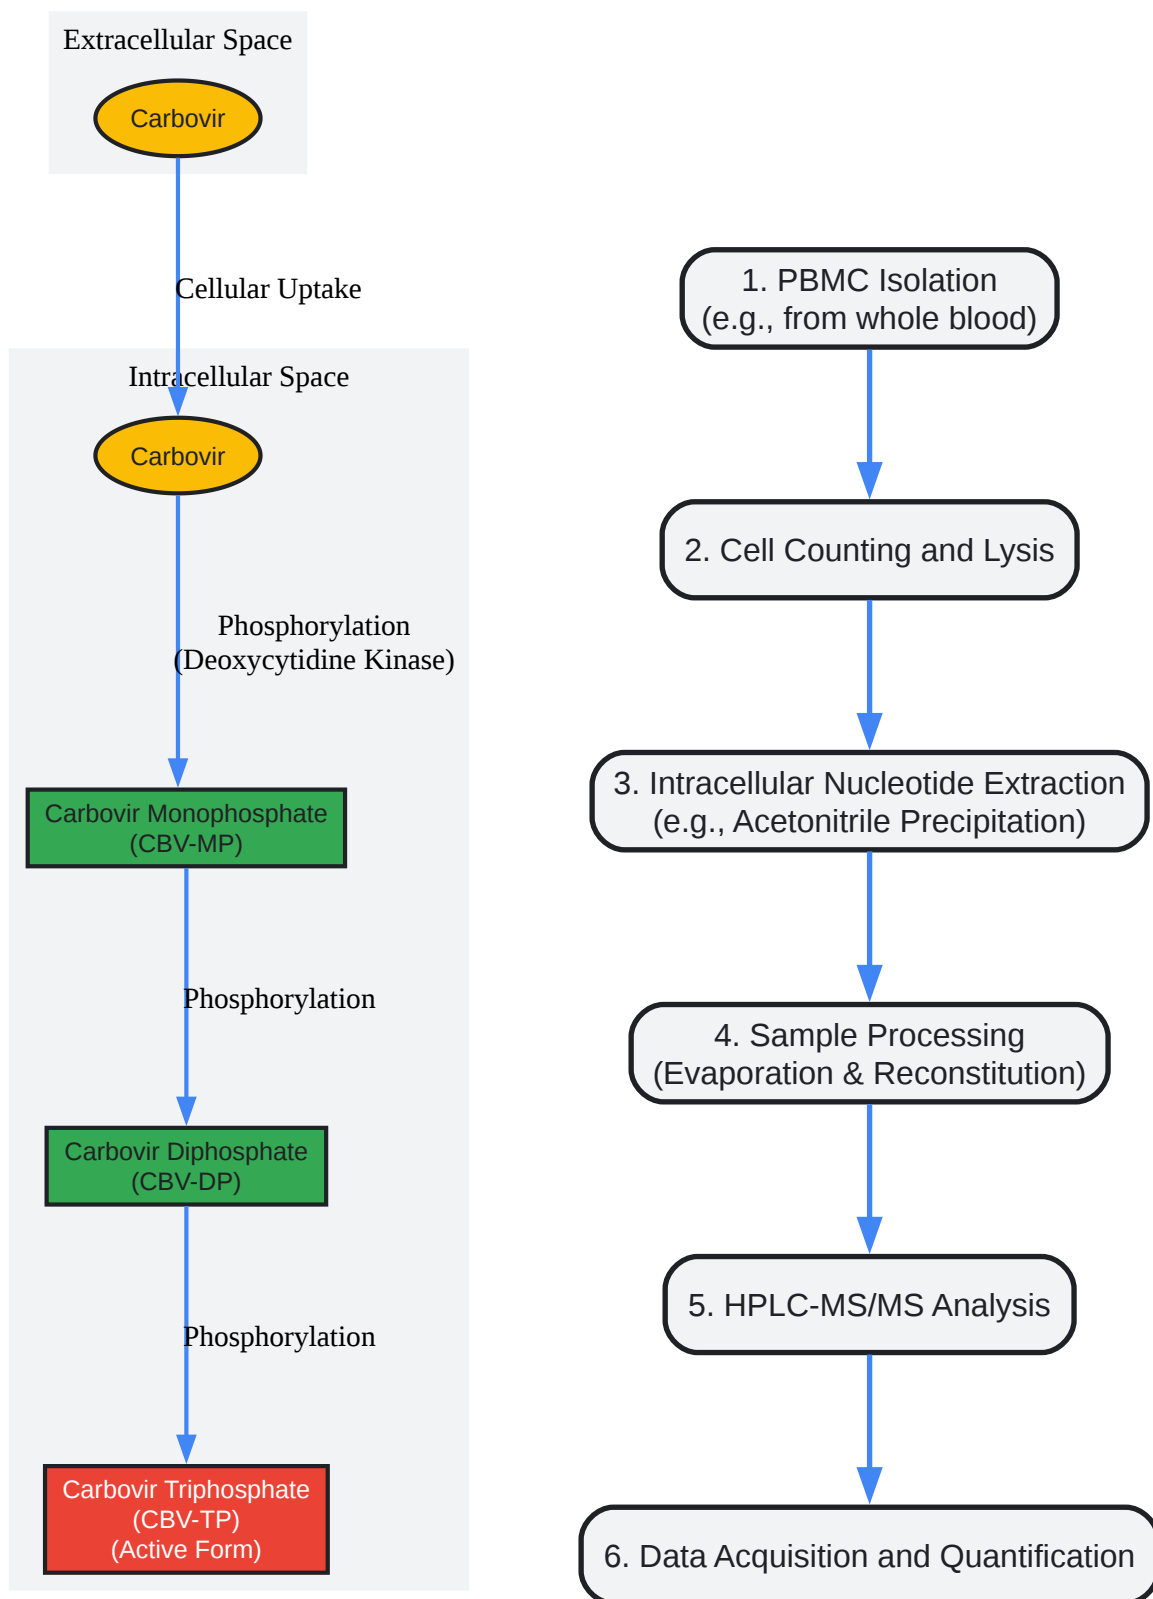 Extracellular Space
Carbovir
Cellular Uptake
Intracellular Space
Carbovir
Phosphorylation
(Deoxycytidine Kinase)
Carbovir Monophosphate
(CBV-MP)
Phosphorylation
Carbovir Diphosphate
(CBV-DP)
Phosphorylation
Carbovir Triphosphate
(CBV-TP)
(Active Form)
1. PBMC Isolation
(e.g., from whole blood)
2. Cell Counting and Lysis
3. Intracellular Nucleotide Extraction
(e.g., Acetonitrile Precipitation)
4. Sample Processing
(Evaporation & Reconstitution)
5. HPLC-MS/MS Analysis
6. Data Acquisition and Quantification